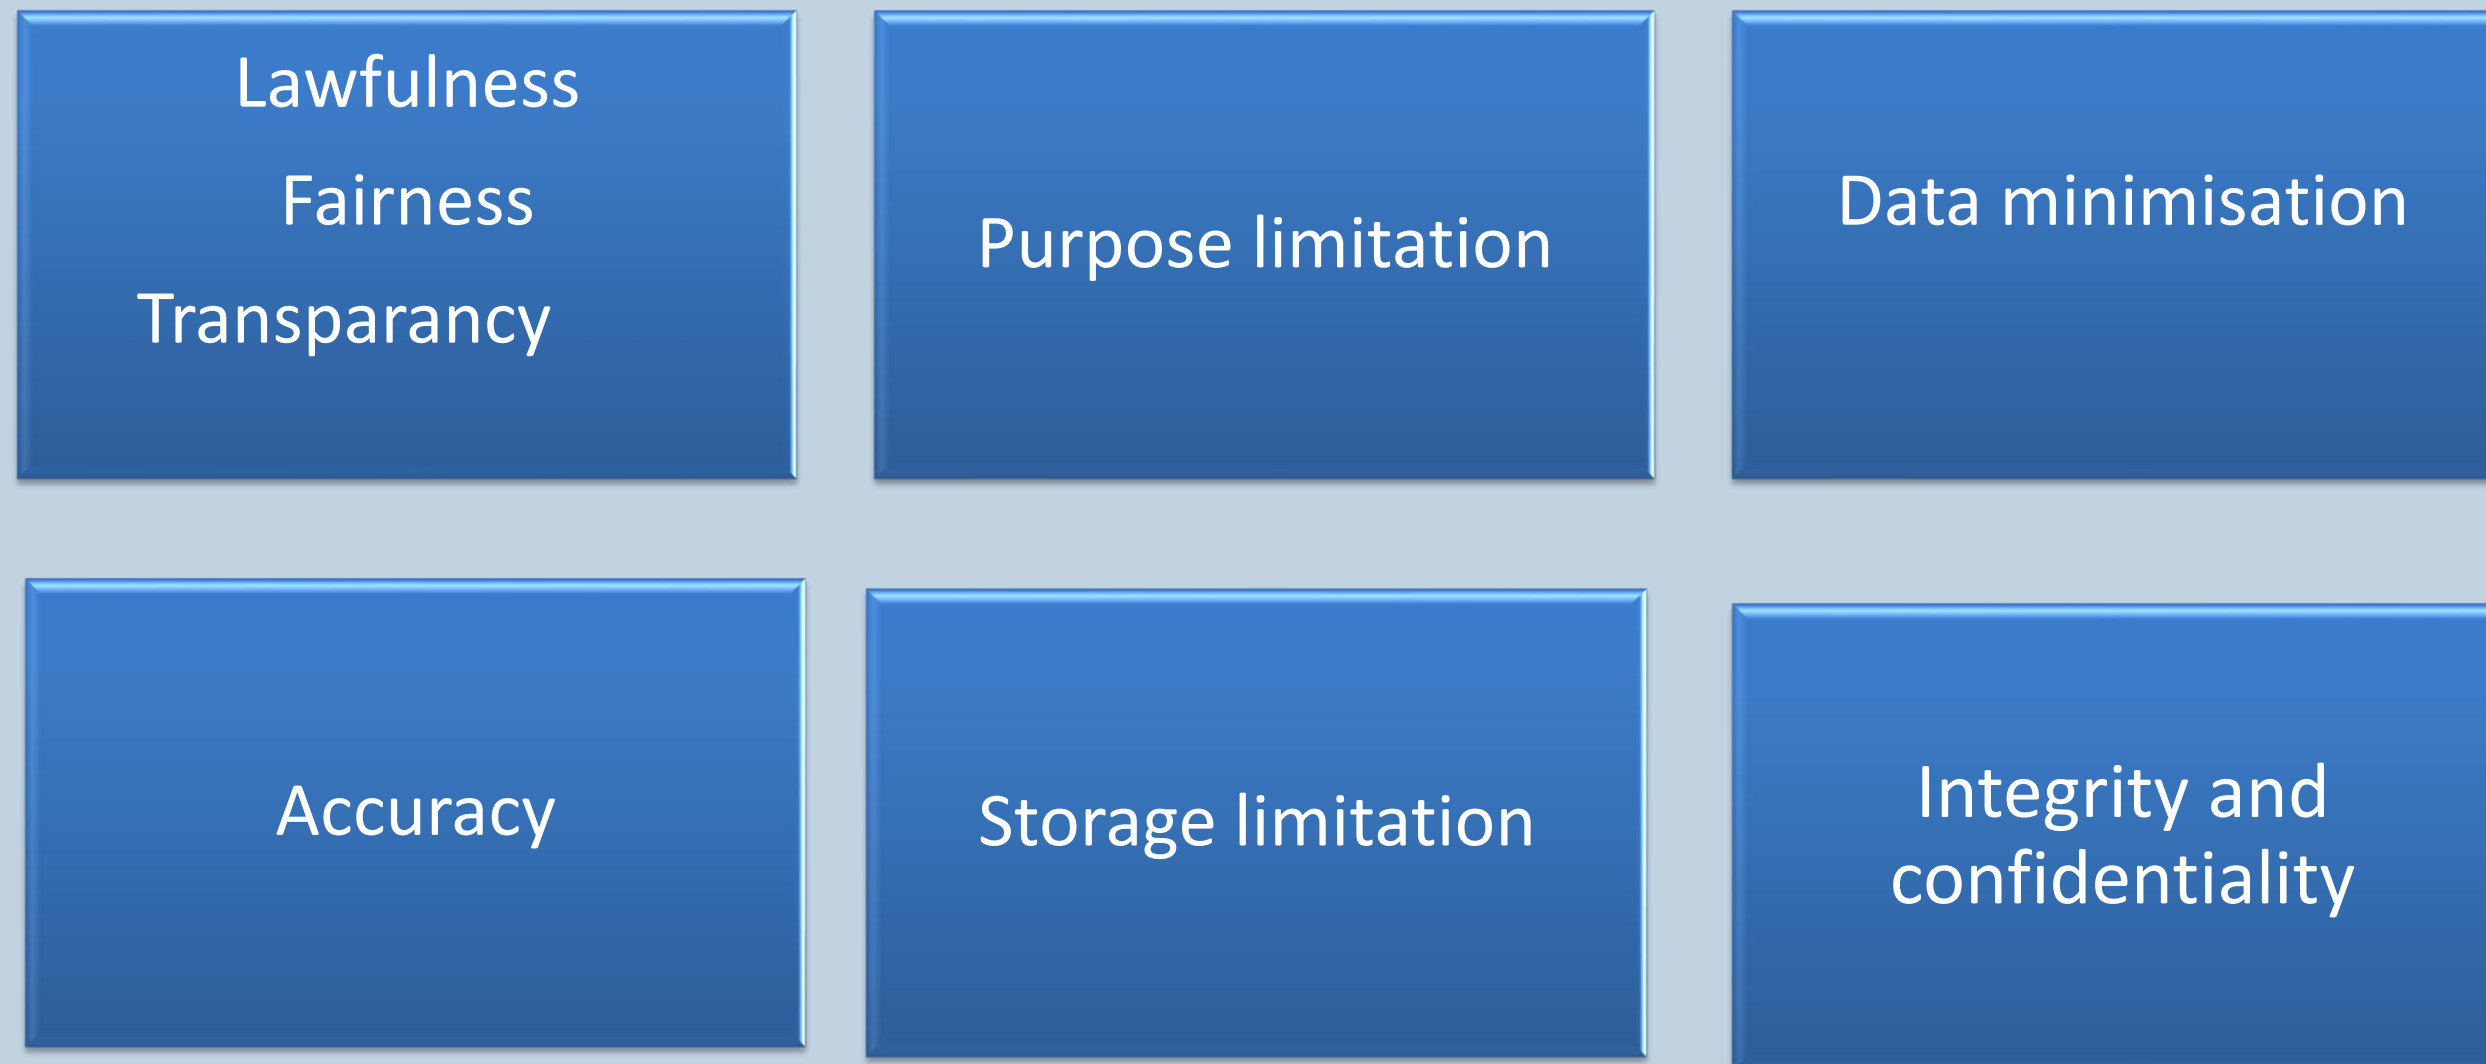 Lawfulness
Fairness
Transparancy
Purpose limitation
Data minimisation
Accuracy
Storage limitation
Integrity and
confidentiality